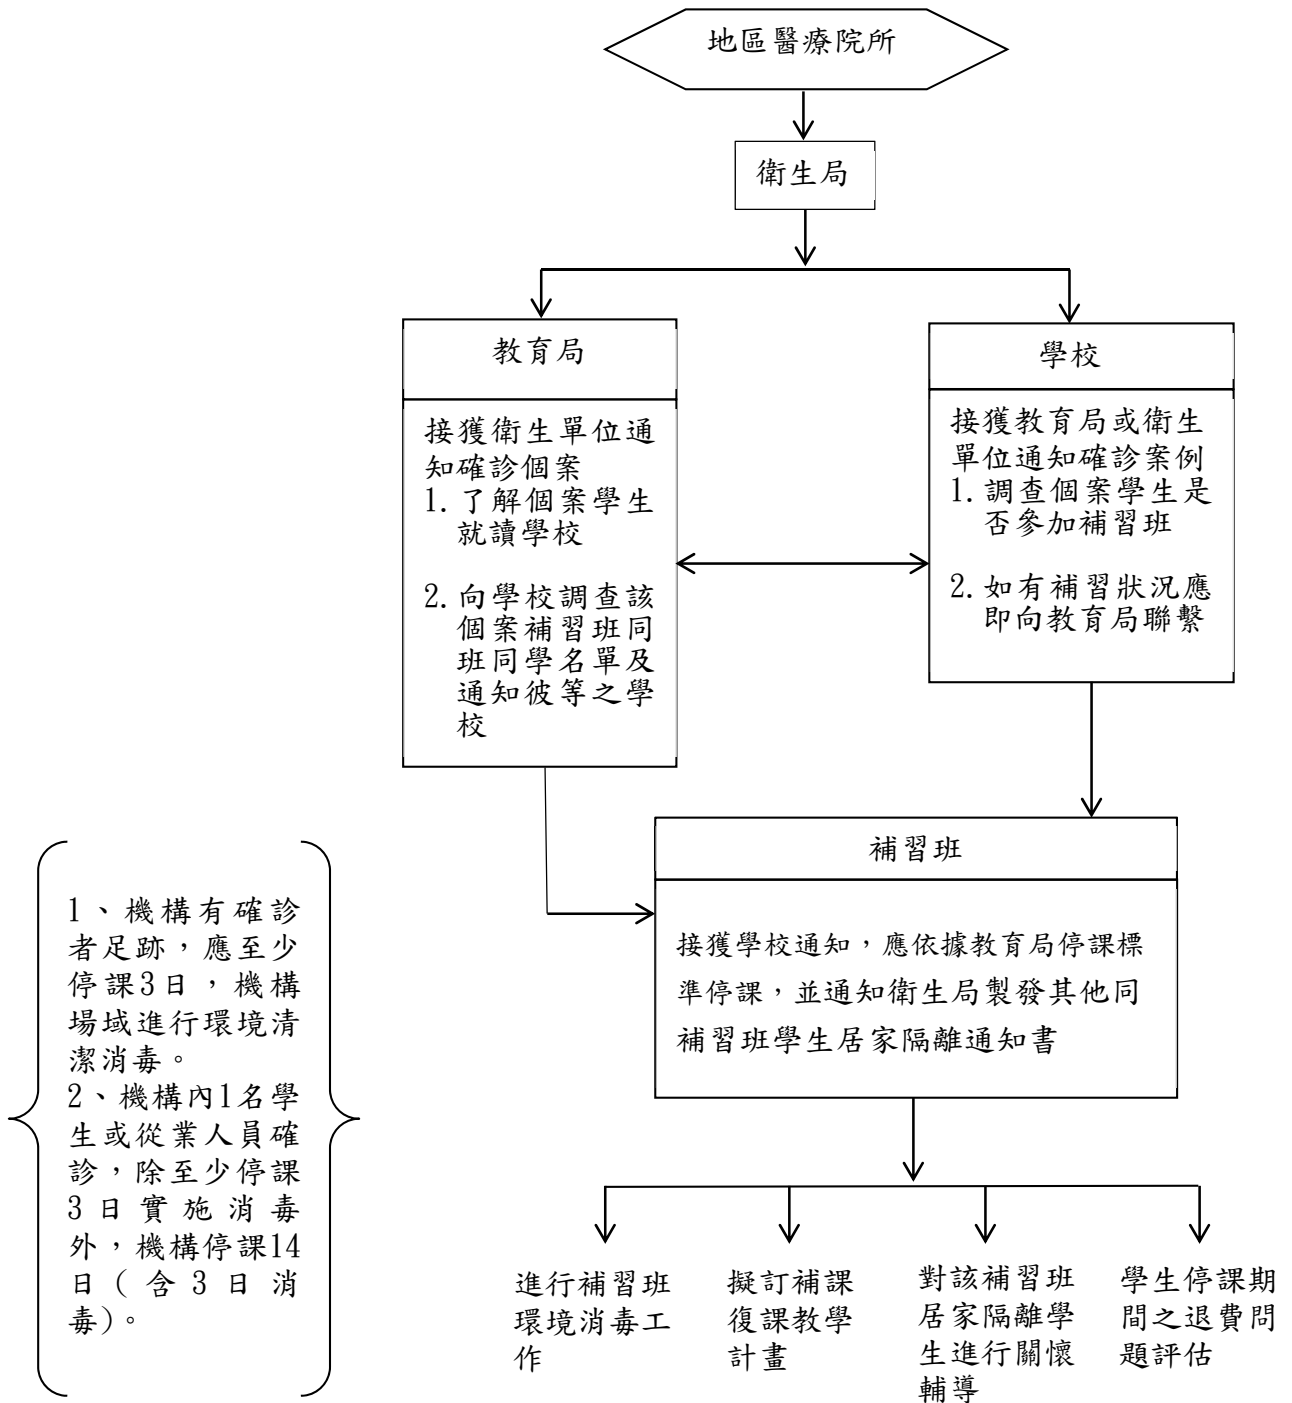 地區醫療院所
衛生局
教育局
接獲衛生單位通
知確診個案
1. 了解個案學生
就讀學校
2. 向學校調查該
個案補習班同
班同學名單及
通知彼等之學
校
學校
接獲教育局或衛生
單位通知確診案例
1. 調查個案學生是
否參加補習班
2. 如有補習狀況應
即向教育局聯繫
補習班
接獲學校通知，應依據教育局停課標
準停課，並通知衛生局製發其他同
補習班學生居家隔離通知書
1、機構有確診
者足跡，應至少
停課3日，機構
場域進行環境清
潔消毒。
2、機構內1名學
生或從業人員確
診，除至少停課
3日實施消毒
外，機構停課14
日(含3日消
毒)。
進行補習班
環境消毒工
作
擬訂補課
復課教學
計畫
對該補習班
居家隔離學
生進行關懷
輔導
學生停課期
間之退費問
題評估